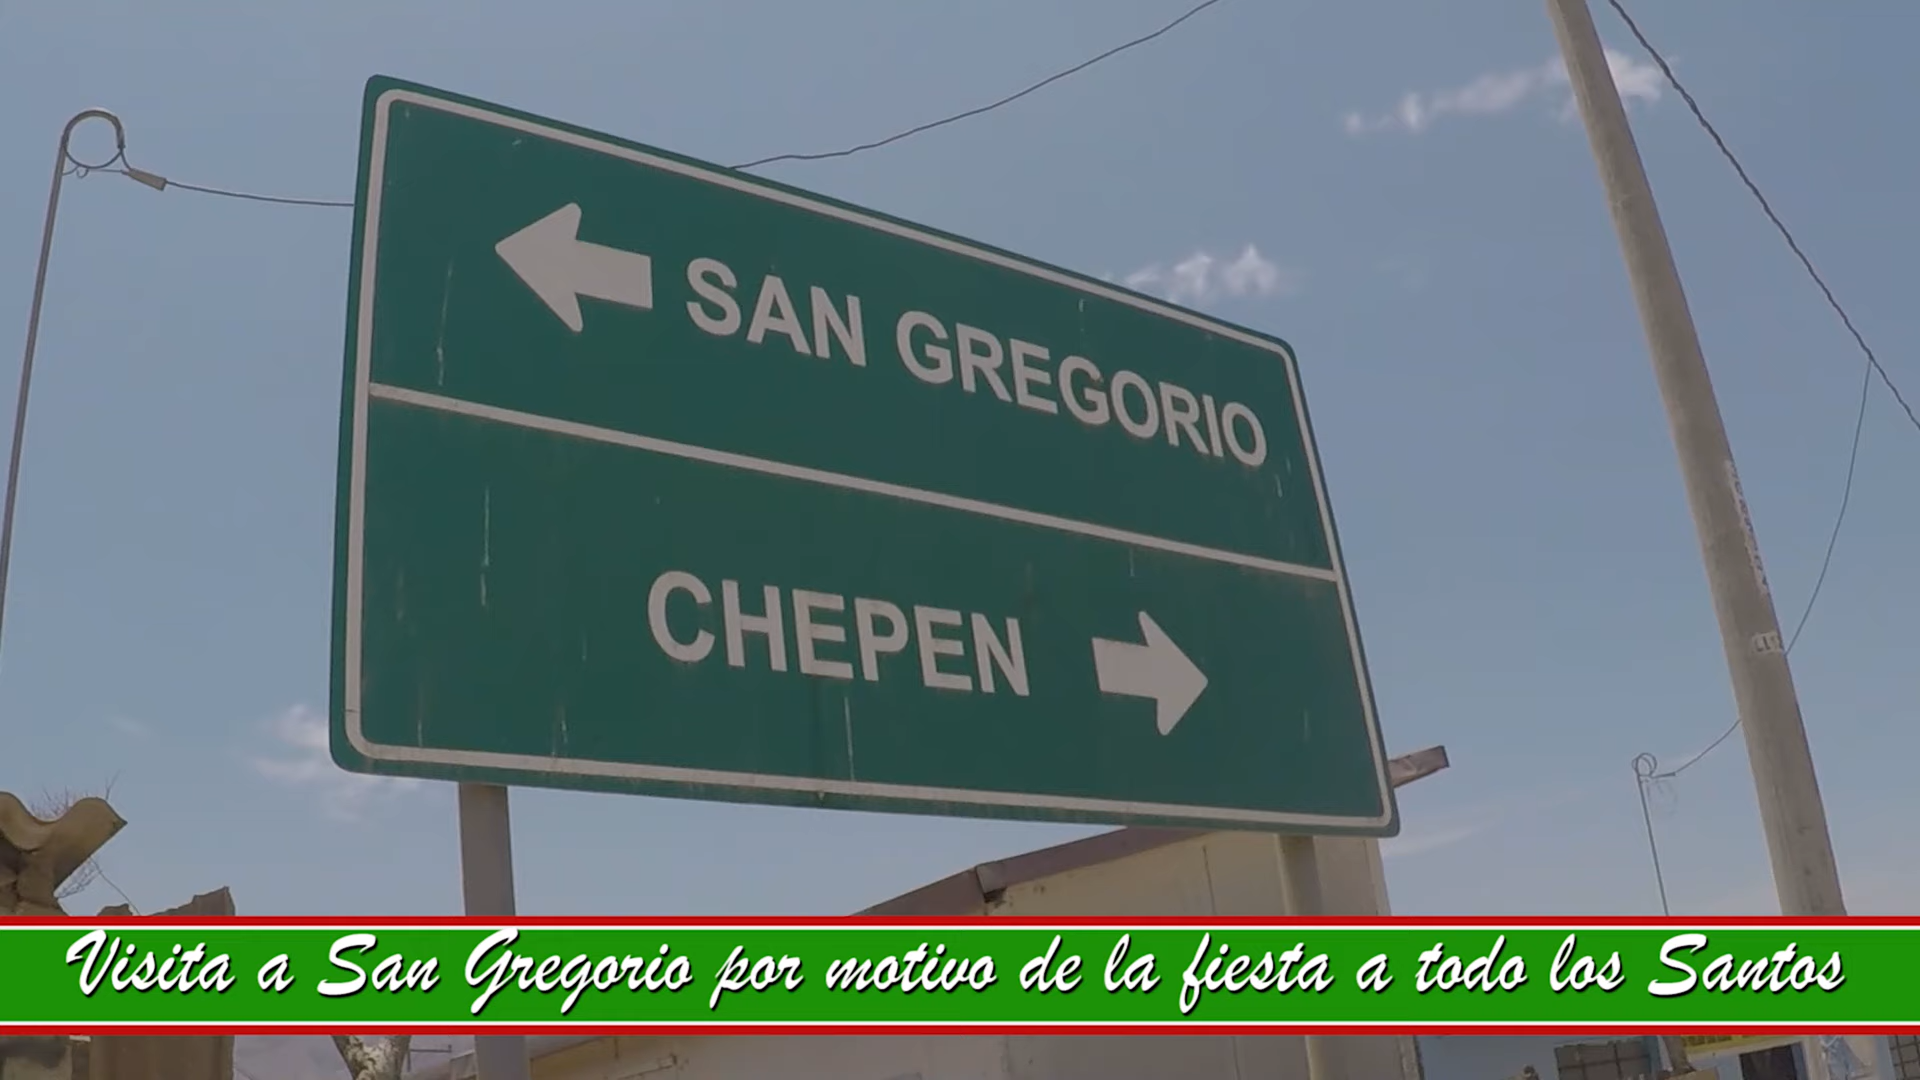 SAN GREGORIO
CHEPEN
Visita a San Gregorio por motivo de la fiesta a todo los Santos